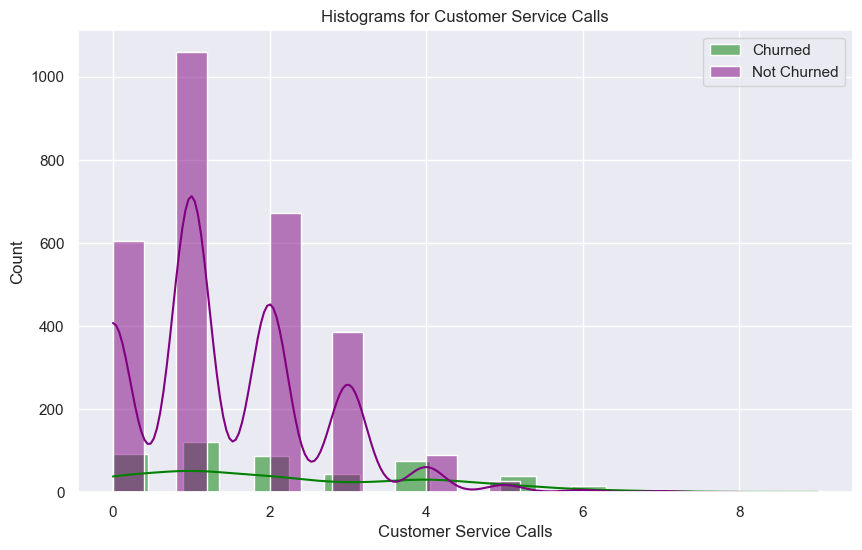 Histograms for Customer Service Calls
Churned
Not Churned
1000
800
600
400
200
0
Count
0 2 4 6 8
Customer Service Calls